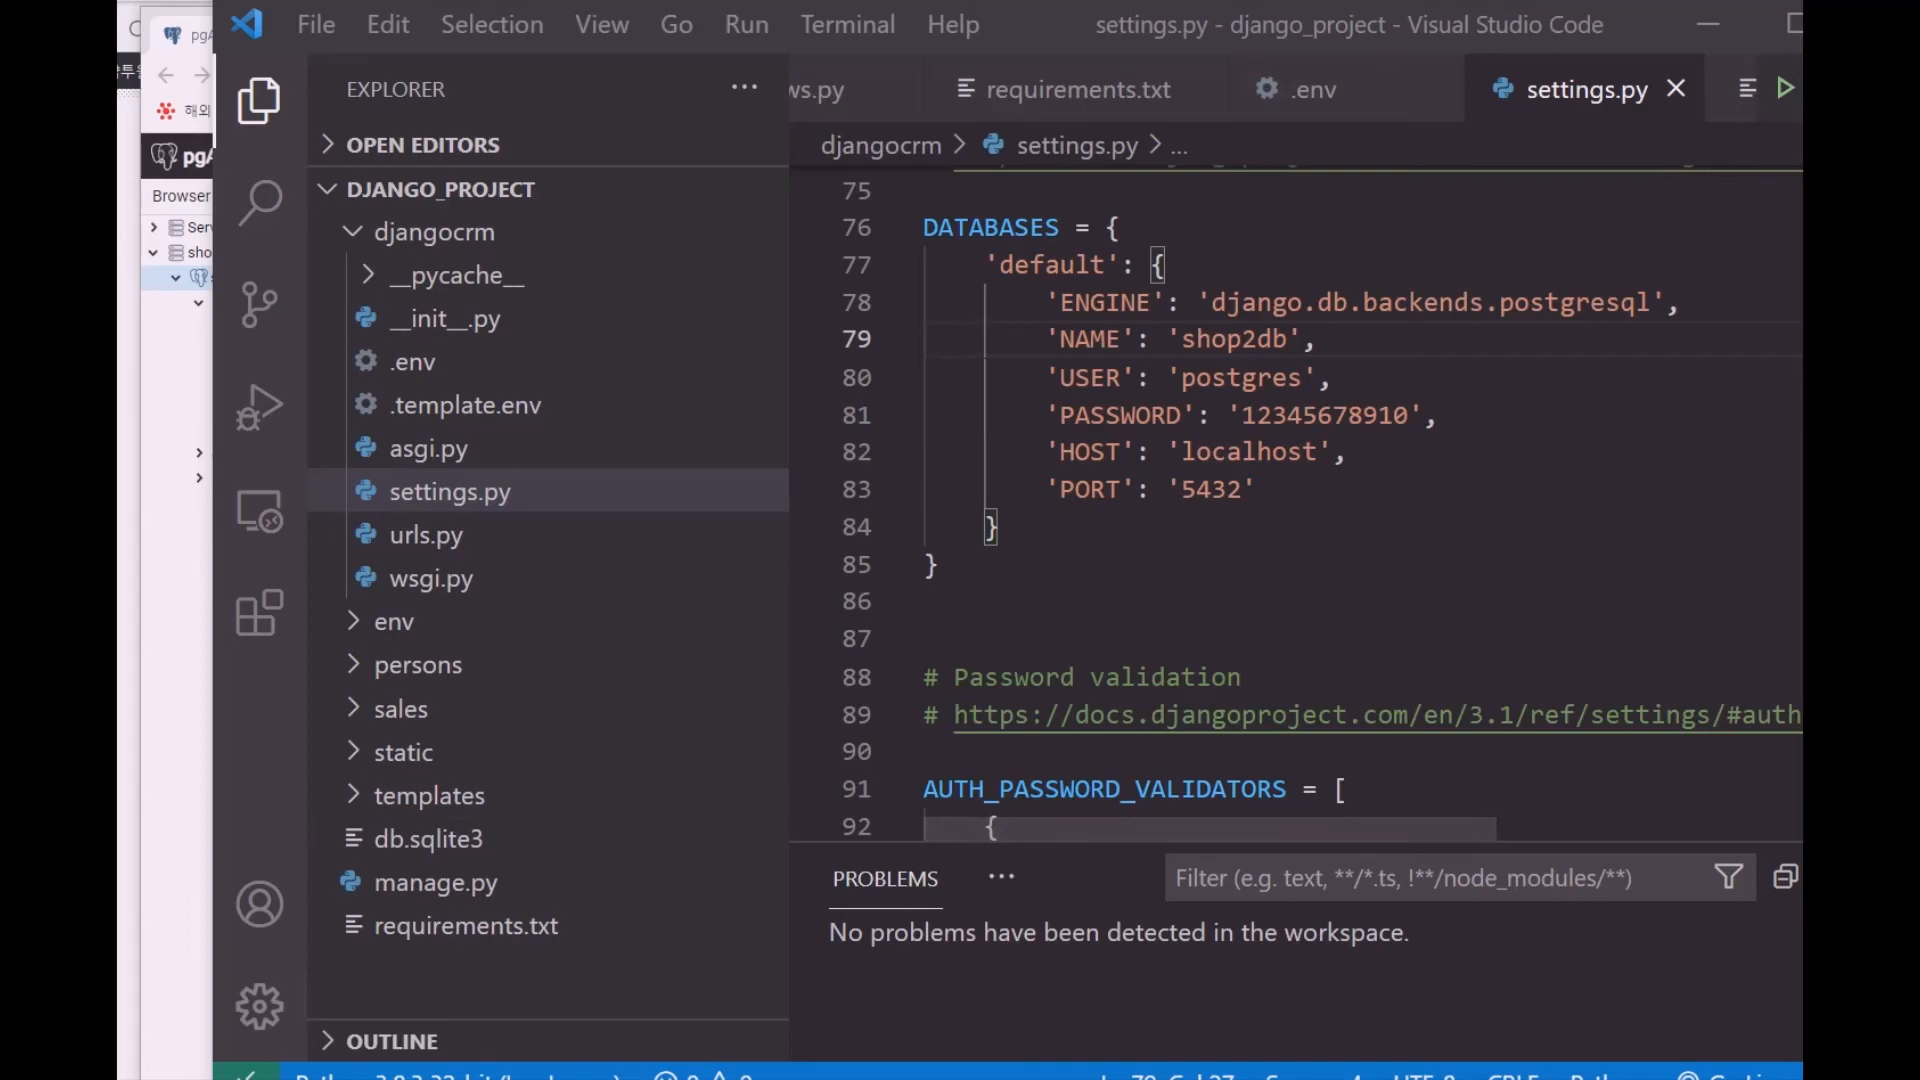 File Edit Selection View Go Run Terminal Help settings.py - django_project - Visual Studio Code
pgA
해외
pgA
Browser
Serv
sho
EXPLORER ...
OPEN EDITORS
DJANGO_PROJECT
djangocrm
__pycache__
__init__.py
.env
.template.env
asgi.py
settings.py
urls.py
wsgi.py
env
persons
sales
static
templates
db.sqlite3
manage.py
requirements.txt
OUTLINE
ws.py requirements.txt .env settings.py
djangocrm > settings.py > ...
75
76 DATABASES = {
77 'default': {
78 'ENGINE': 'django.db.backends.postgresql',
79 'NAME': 'shop2db',
80 'USER': 'postgres',
81 'PASSWORD': '12345678910',
82 'HOST': 'localhost',
83 'PORT': '5432'
84 }
85 }
86
87
88 # Password validation
89 # https://docs.djangoproject.com/en/3.1/ref/settings/#auth
90
91 AUTH_PASSWORD_VALIDATORS = [
92 {
PROBLEMS ... Filter (e.g. text, **/*.ts, !**/node_modules/**)
No problems have been detected in the workspace.